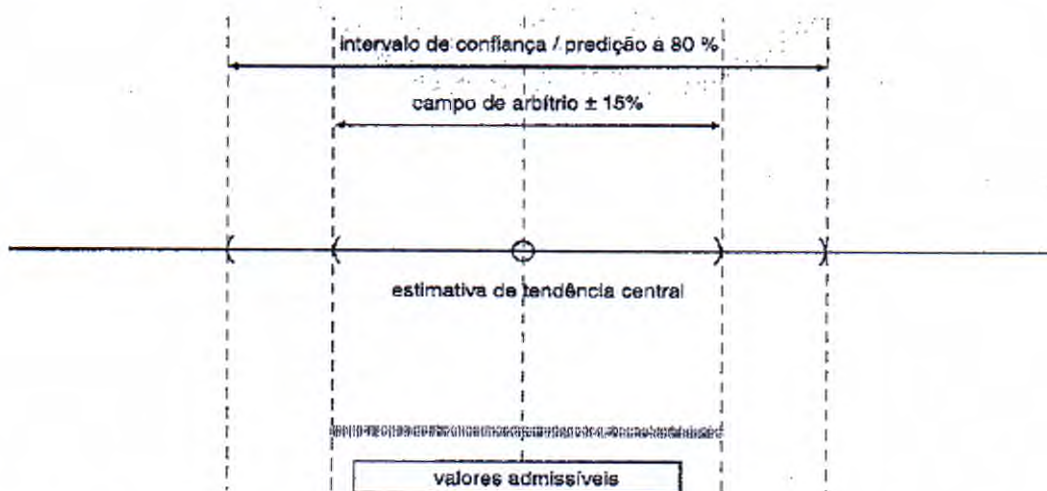 intervalo de confiança / predição a 80 %
campo de arbítrio ± 15%
estimativa de tendência central
valores admissíveis